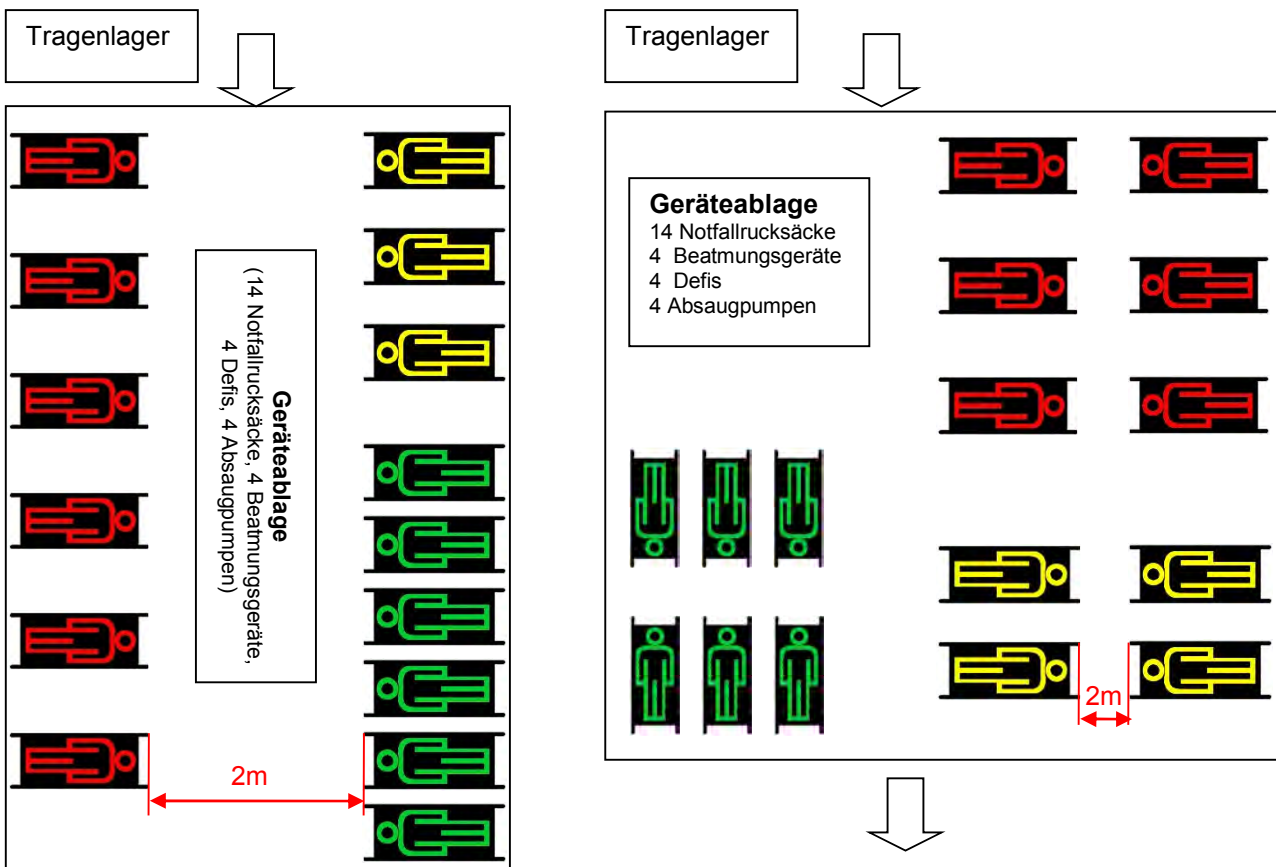 Tragenlager
Geräteablage
(14 Notfallrucksäcke, 4 Beatmungsgeräte,
4 Defis, 4 Absaugpumpen)
2m
Tragenlager
Geräteablage
14 Notfallrucksäcke
4 Beatmungsgeräte
4 Defis
4 Absaugpumpen
2m